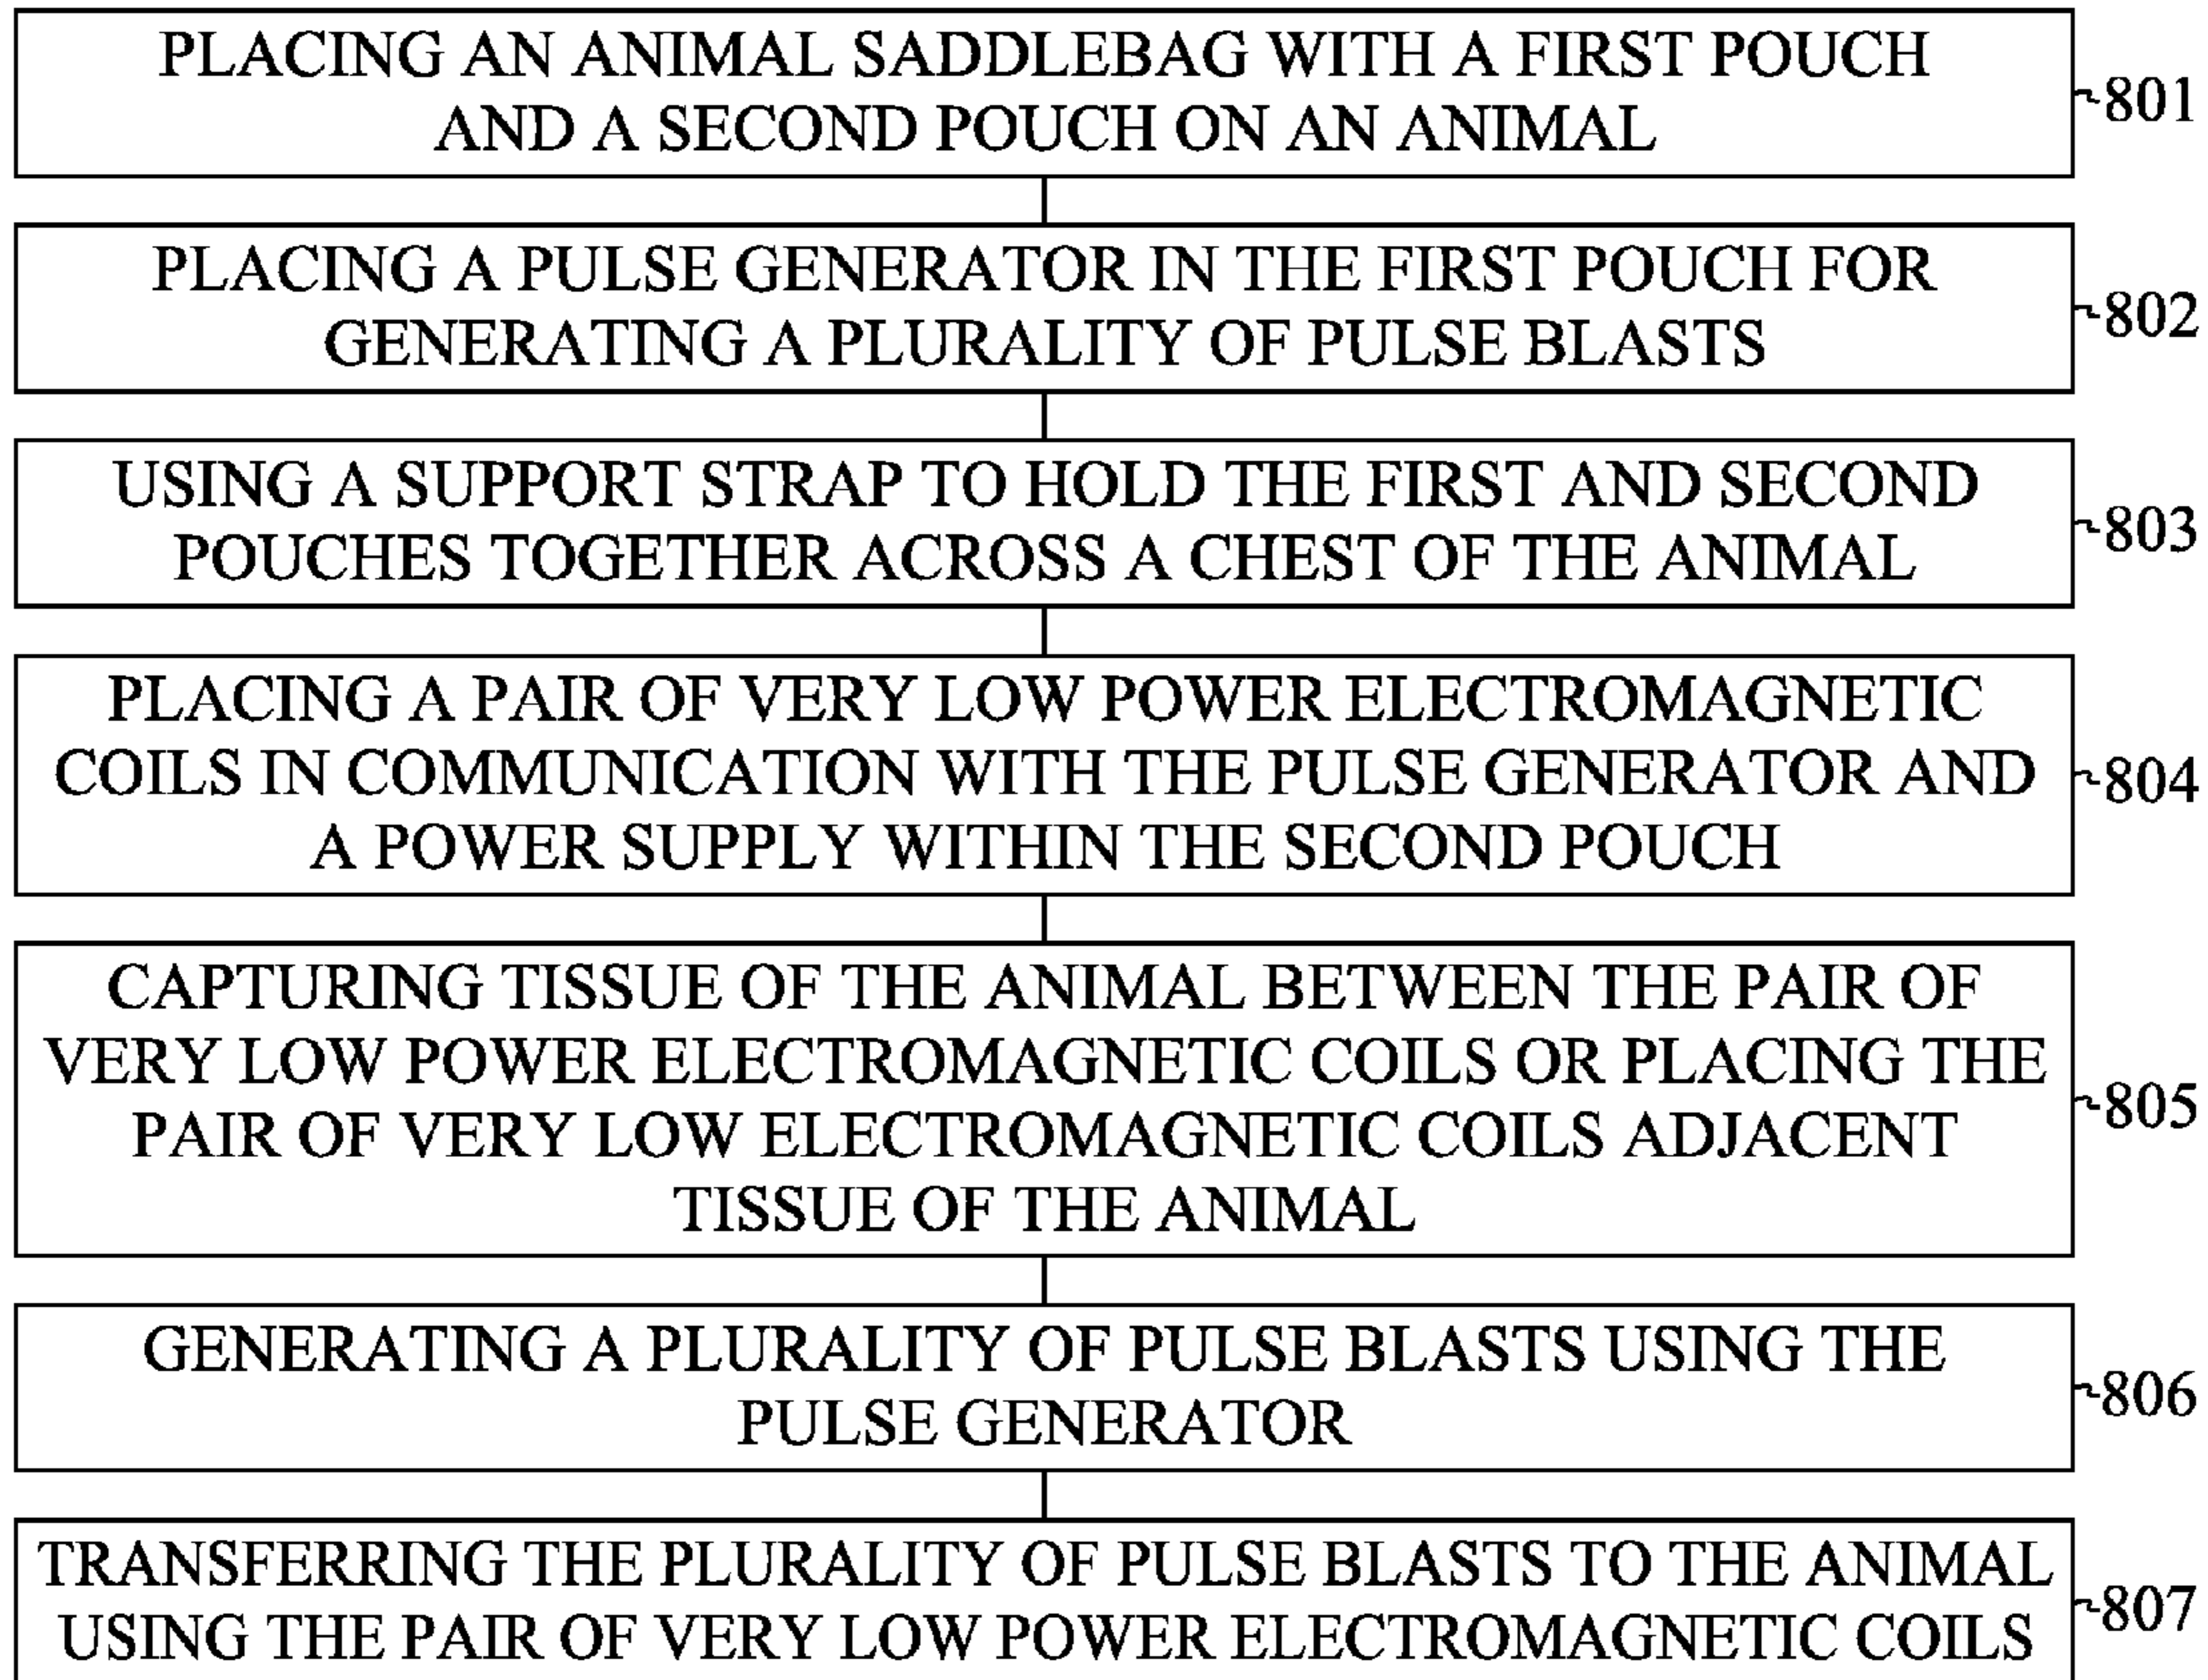 PLACING AN ANIMAL SADDLEBAG WITH A FIRST POUCH
AND A SECOND POUCH ON AN ANIMAL
801
PLACING A PULSE GENERATOR IN THE FIRST POUCH FOR
GENERATING A PLURALITY OF PULSE BLASTS
802
USING A SUPPORT STRAP TO HOLD THE FIRST AND SECOND
POUCHES TOGETHER ACROSS A CHEST OF THE ANIMAL
803
PLACING A PAIR OF VERY LOW POWER ELECTROMAGNETIC
COILS IN COMMUNICATION WITH THE PULSE GENERATOR AND
A POWER SUPPLY WITHIN THE SECOND POUCH
804
CAPTURING TISSUE OF THE ANIMAL BETWEEN THE PAIR OF
VERY LOW POWER ELECTROMAGNETIC COILS OR PLACING THE
PAIR OF VERY LOW ELECTROMAGNETIC COILS ADJACENT
TISSUE OF THE ANIMAL
805
GENERATING A PLURALITY OF PULSE BLASTS USING THE
PULSE GENERATOR
806
TRANSFERRING THE PLURALITY OF PULSE BLASTS TO THE ANIMAL
USING THE PAIR OF VERY LOW POWER ELECTROMAGNETIC COILS
807